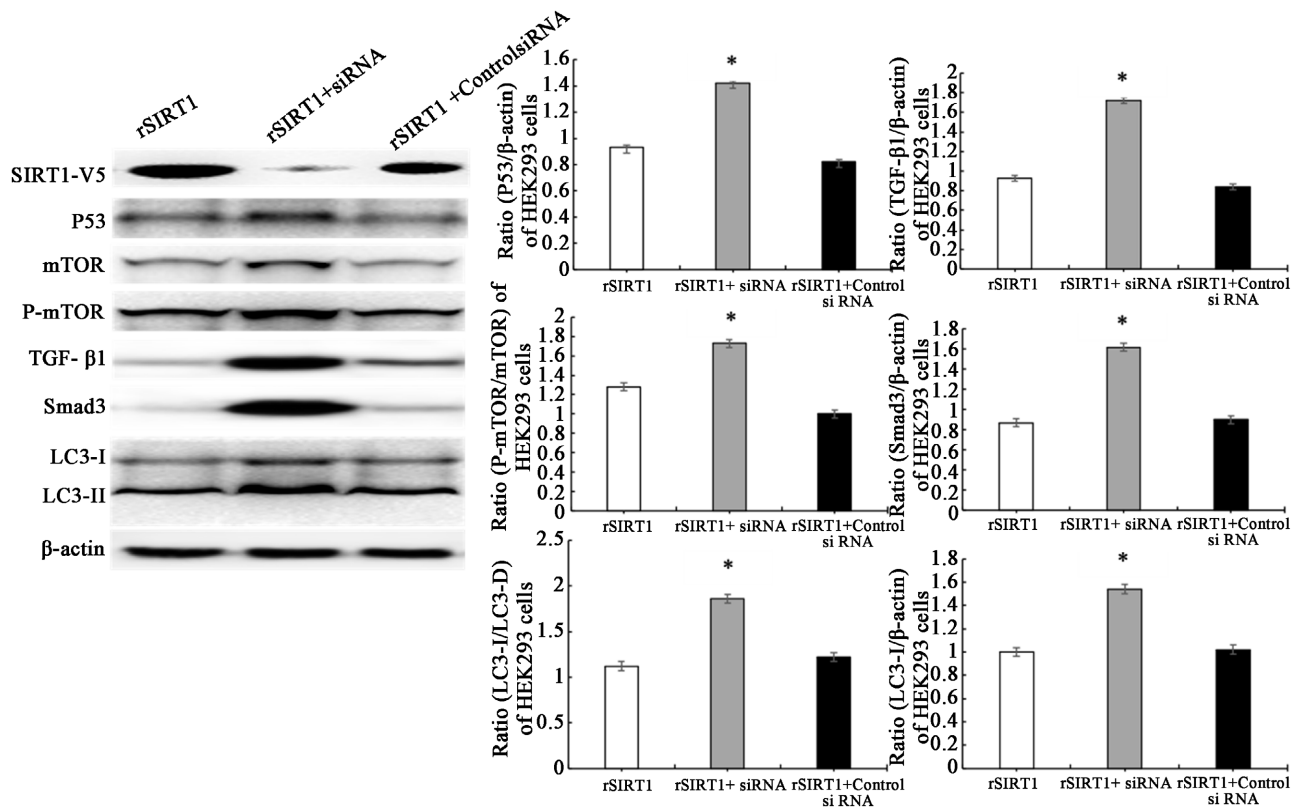 rSIRT1
rSIRT1+siRNA
rSIRT1 +ControlsiRNA
SIRT1-V5
P53
mTOR
P-mTOR
TGF- β1
Smad3
LC3-I
LC3-II
β-actin
Ratio (P53/β-actin)
of HEK293 cells
1.6
1.4
1.2
1
0.8
0.6
0.4
0.2
0
*
rSIRT1
rSIRT1+ siRNA
rSIRT1+Control
si RNA
Ratio (TGF-β1/β-actin)
of HEK293 cells
2
1.8
1.6
1.4
1.2
1
0.8
0.6
0.4
0.2
0
*
rSIRT1
rSIRT1+ siRNA
rSIRT1+Control
si RNA
Ratio (P-mTOR/mTOR) of
HEK293 cells
2
1.8
1.6
1.4
1.2
1
0.8
0.6
0.4
0.2
0
*
rSIRT1
rSIRT1+ siRNA
rSIRT1+Control
si RNA
Ratio (Smad3/β-actin)
of HEK293 cells
2
1.8
1.6
1.4
1.2
1
0.8
0.6
0.4
0.2
0
*
rSIRT1
rSIRT1+ siRNA
rSIRT1+Control
si RNA
Ratio (LC3-I/LC3-D)
of HEK293 cells
2.5
2
1.5
1
0.5
0
*
rSIRT1
rSIRT1+ siRNA
rSIRT1+Control
si RNA
Ratio (LC3-I/β-actin)
of HEK293 cells
2
1.8
1.6
1.4
1.2
1
0.8
0.6
0.4
0.2
0
*
rSIRT1
rSIRT1+ siRNA
rSIRT1+Control
si RNA